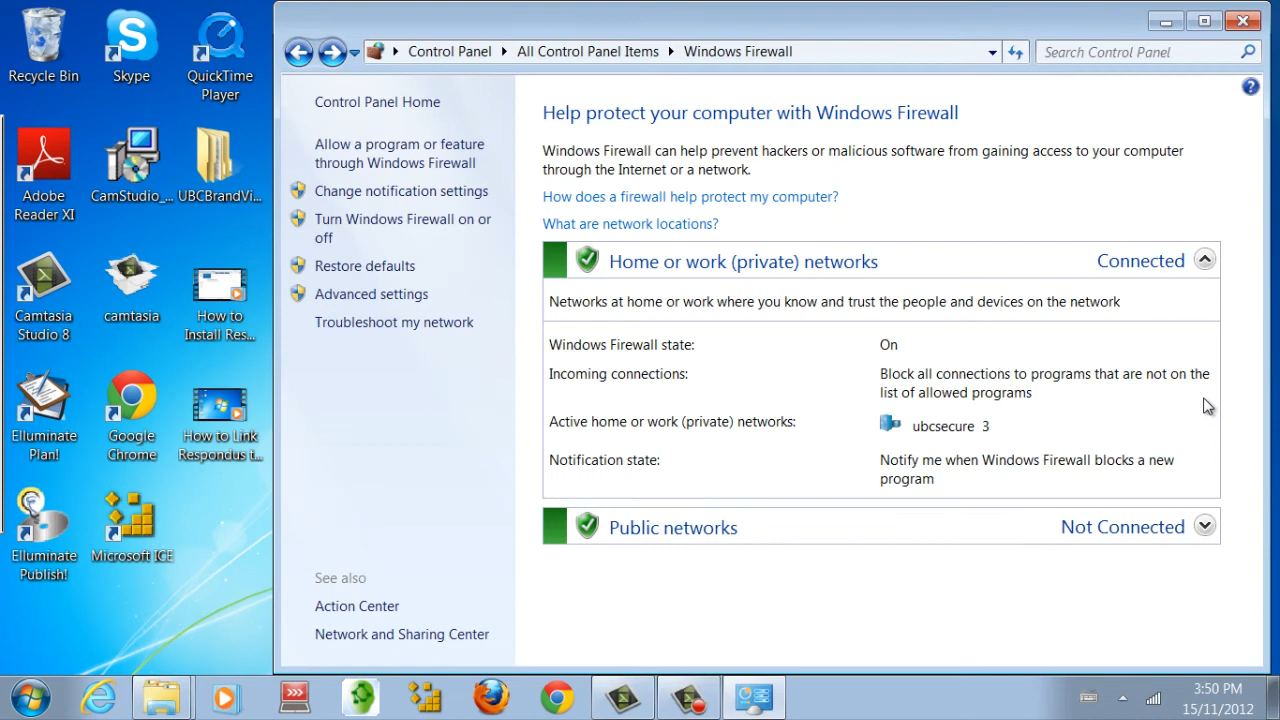 Recycle Bin
Skype
QuickTime
Player
Adobe
Reader XI
CamStudio_...
UBCBrandVi...
Camtasia
Studio 8
camtasia
How to
Install Res...
Elluminate
Plan!
Google
Chrome
How to Link
Respondus t...
Elluminate
Publish!
Microsoft ICE
Control Panel
All Control Panel Items
Windows Firewall
Search Control Panel
Control Panel Home
Allow a program or feature
through Windows Firewall
Change notification settings
Turn Windows Firewall on or
off
Restore defaults
Advanced settings
Troubleshoot my network
See also
Action Center
Network and Sharing Center
Help protect your computer with Windows Firewall
Windows Firewall can help prevent hackers or malicious software from gaining access to your computer
through the Internet or a network.
How does a firewall help protect my computer?
What are network locations?
Home or work (private) networks
Connected
Networks at home or work where you know and trust the people and devices on the network
Windows Firewall state:
On
Incoming connections:
Block all connections to programs that are not on the
list of allowed programs
Active home or work (private) networks:
ubcsecure 3
Notification state:
Notify me when Windows Firewall blocks a new
program
Public networks
Not Connected
3:50 PM
15/11/2012